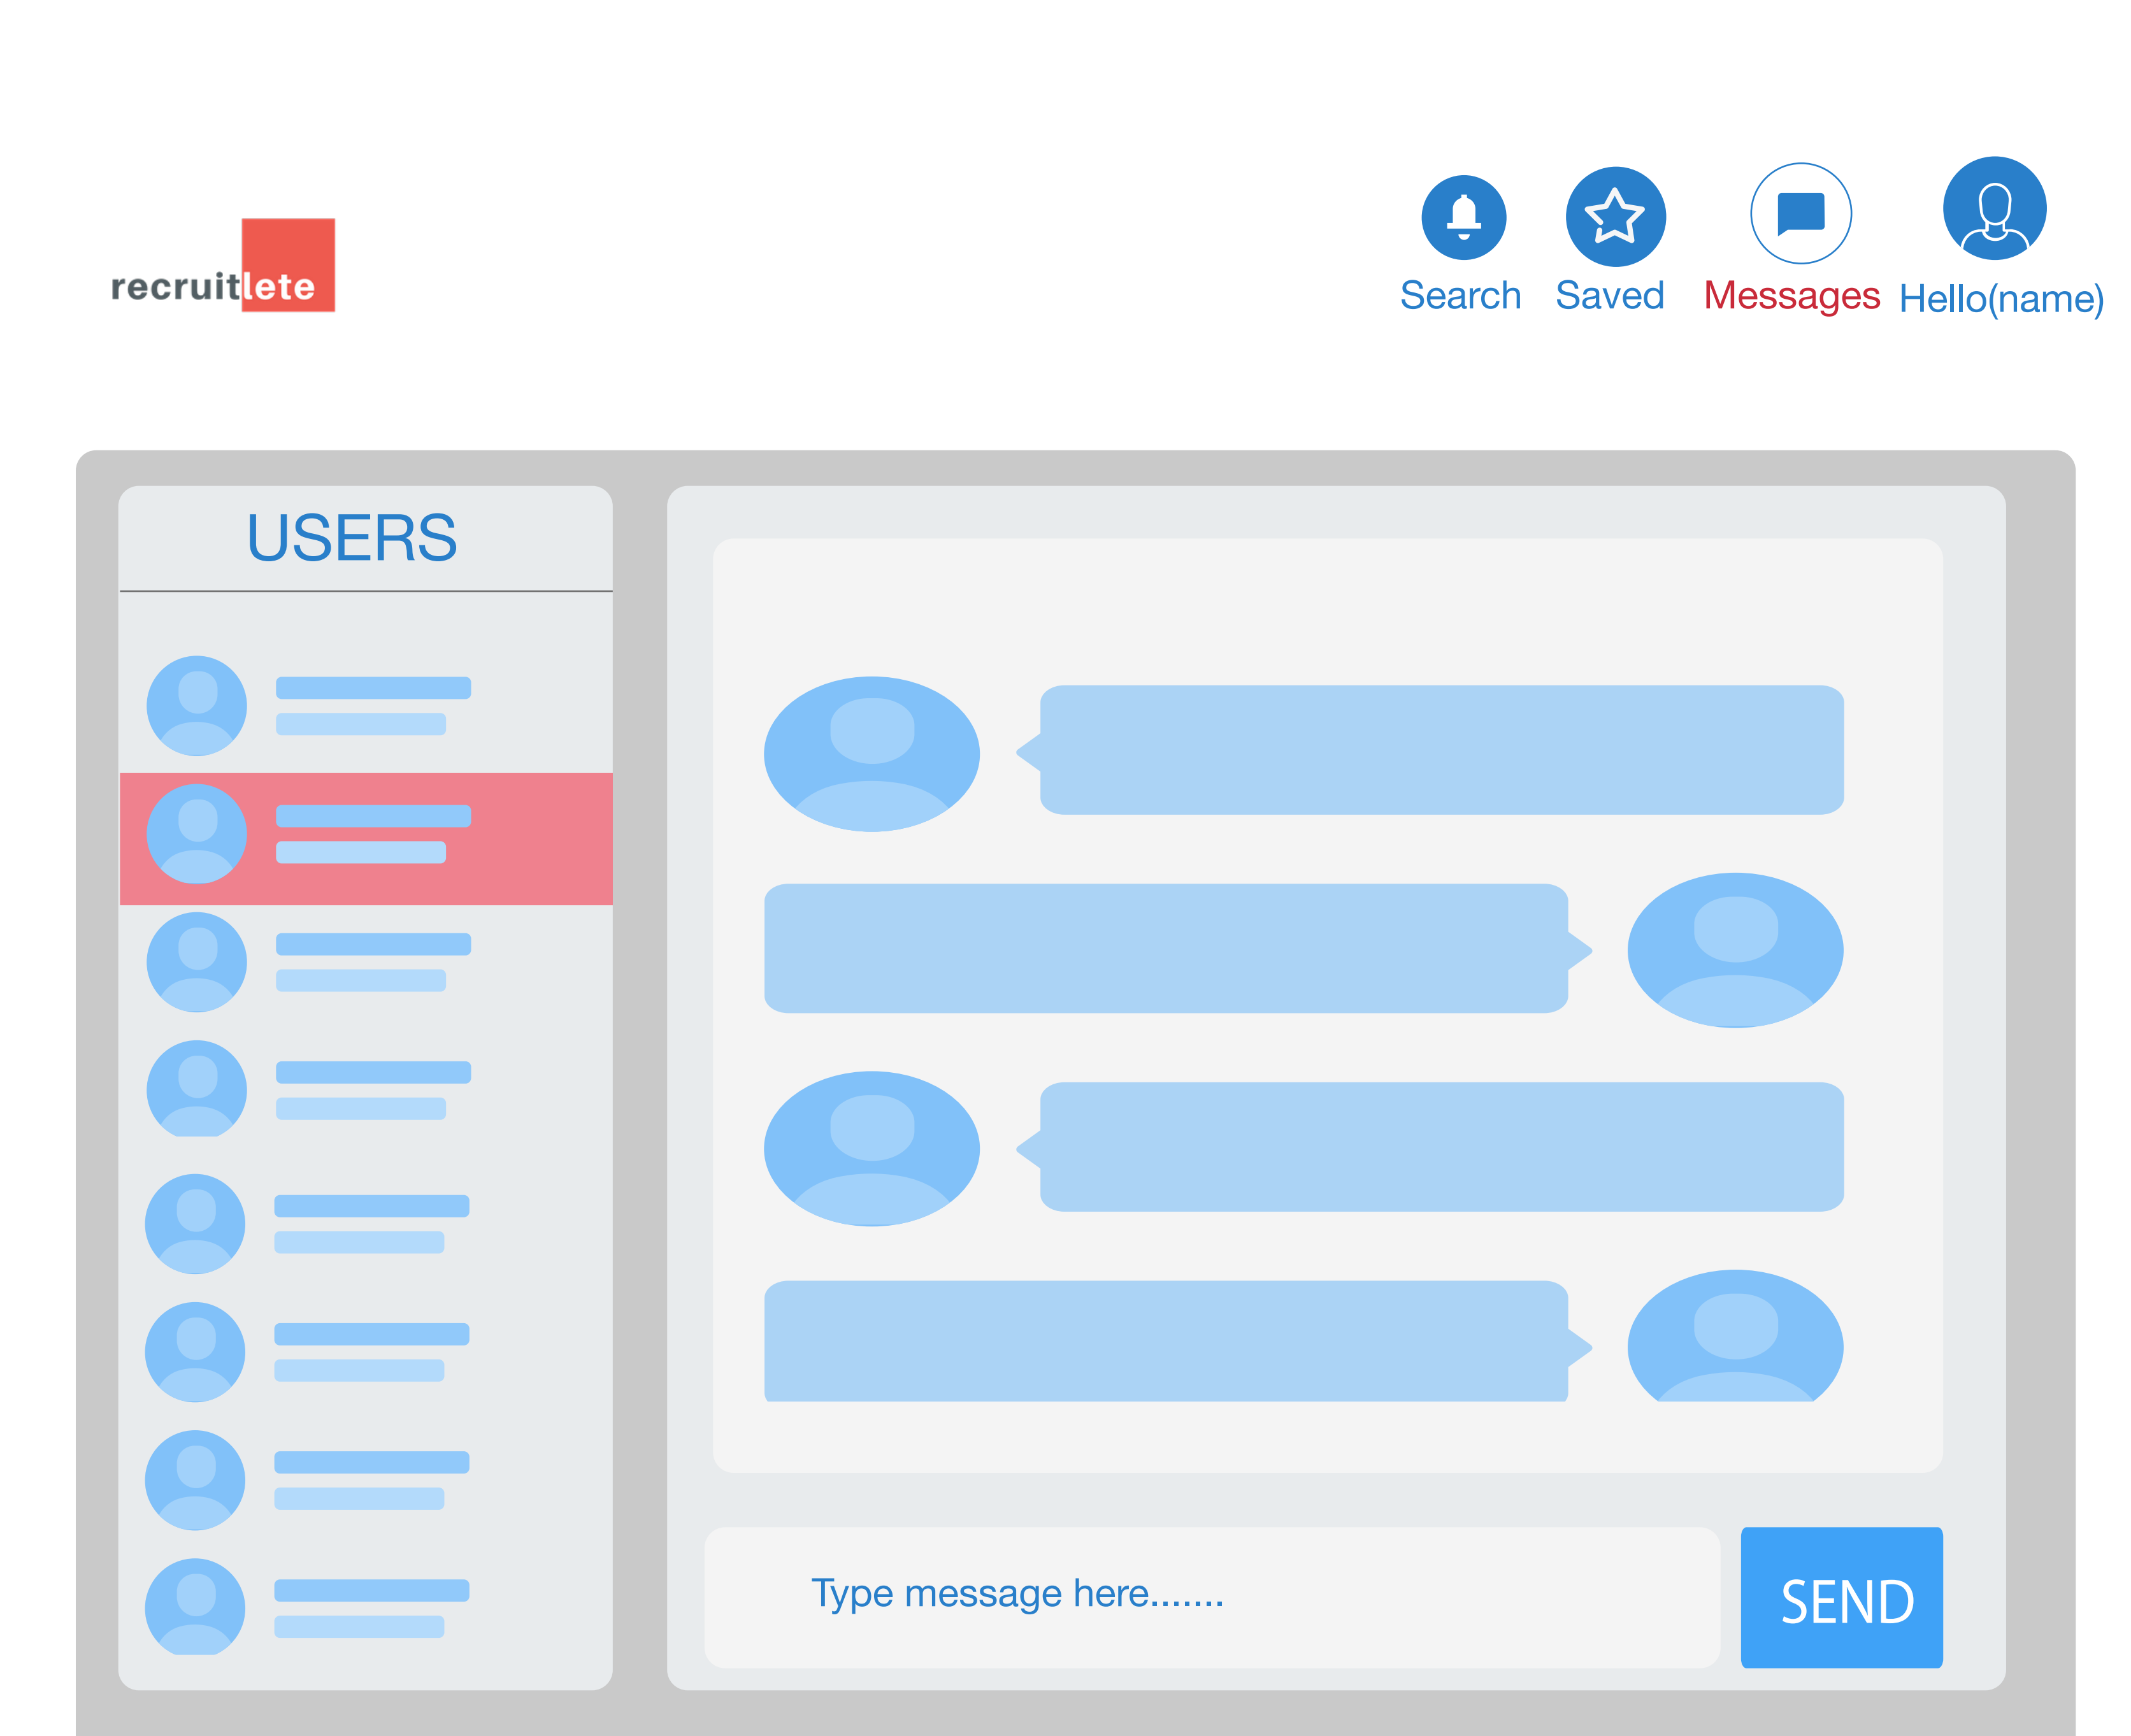 recruitlete
Search Saved Messages Hello(name)
USERS
Type message here.......
SEND